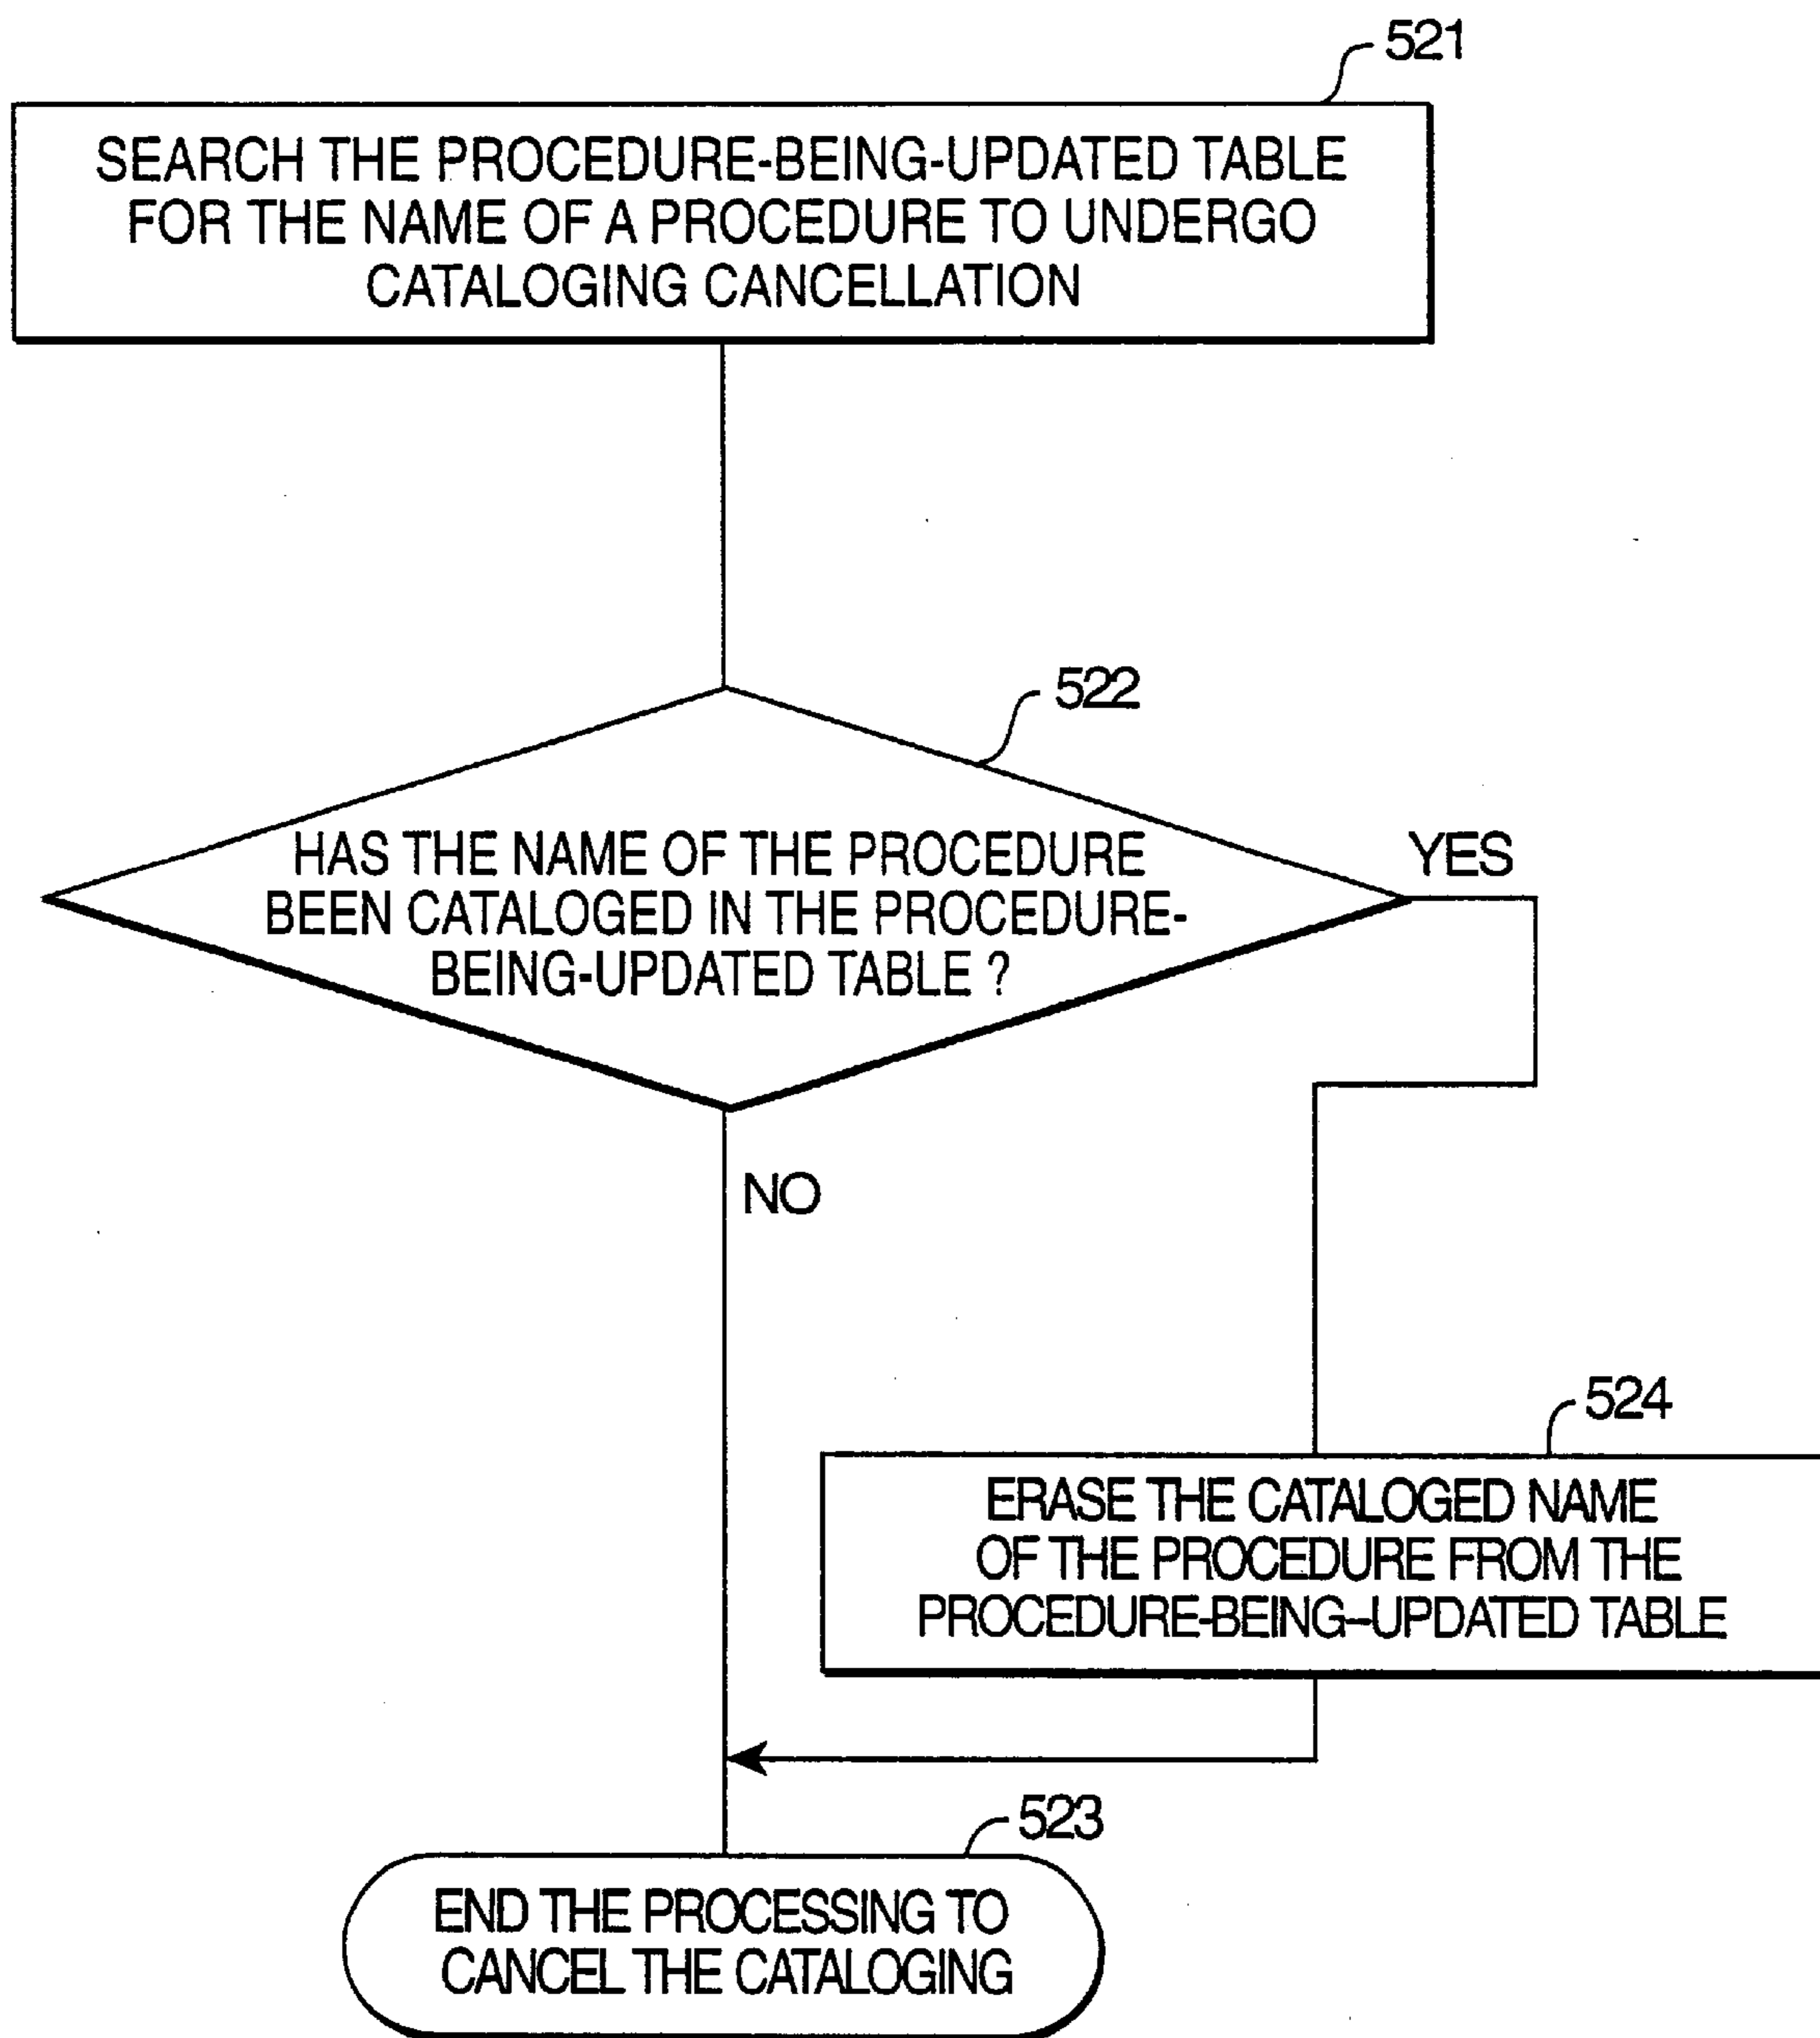 521
SEARCH THE PROCEDURE-BEING-UPDATED TABLE
FOR THE NAME OF A PROCEDURE TO UNDERGO
CATALOGING CANCELLATION
522
HAS THE NAME OF THE PROCEDURE
BEEN CATALOGED IN THE PROCEDURE-
BEING-UPDATED TABLE ?
YES
NO
524
ERASE THE CATALOGED NAME
OF THE PROCEDURE FROM THE
PROCEDURE-BEING–UPDATED TABLE
523
END THE PROCESSING TO
CANCEL THE CATALOGING